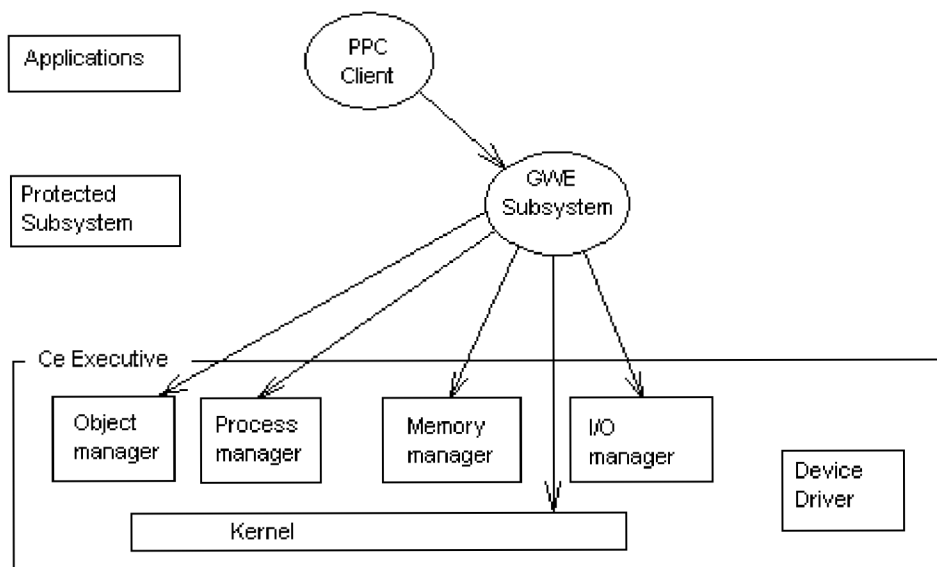 Applications
PPC
Client
Protected
Subsystem
GWE
Subsystem
Ce Executive
Object
manager
Process
manager
Memory
manager
I/O
manager
Device
Driver
Kernel